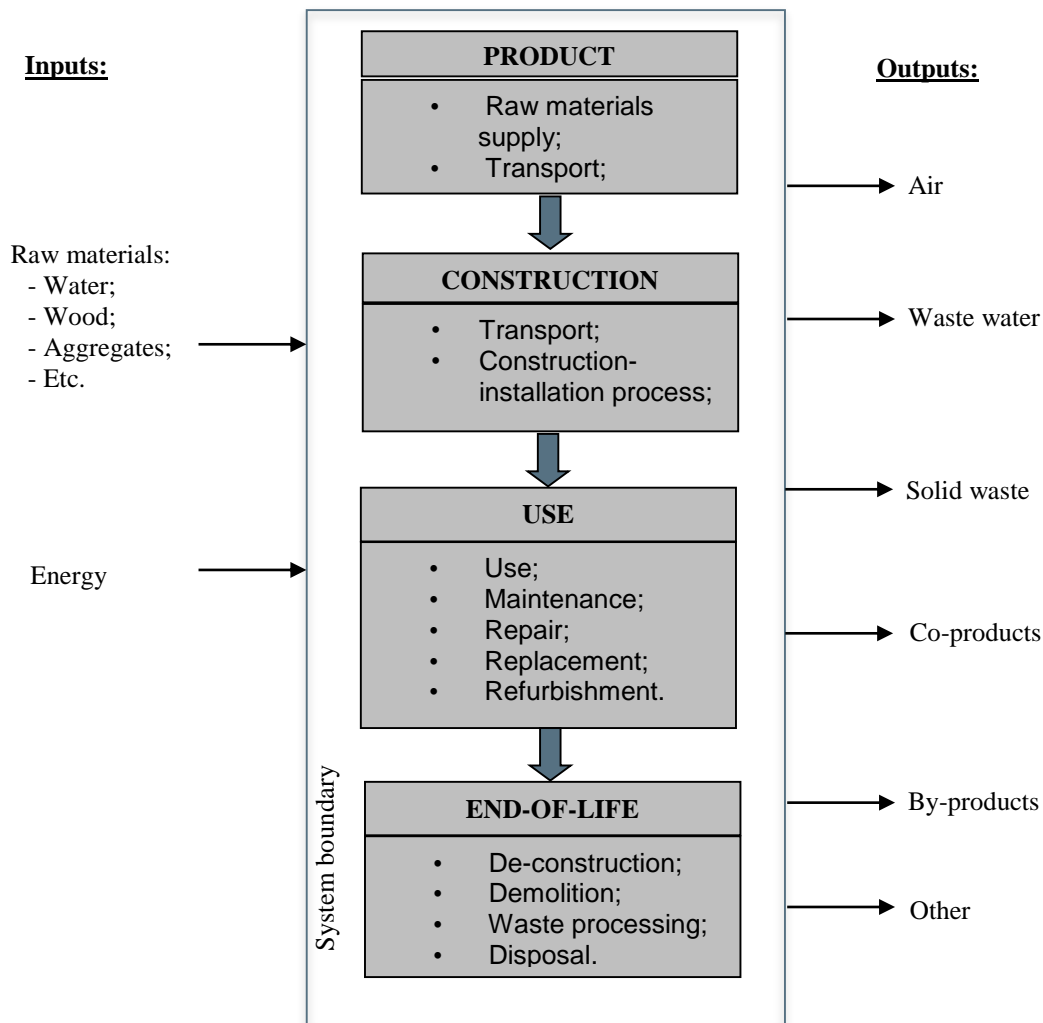 Inputs:
Raw materials:
- Water;
- Wood;
- Aggregates;
- Etc.
Energy
System boundary
PRODUCT
• Raw materials
supply;
• Transport;
CONSTRUCTION
• Transport;
• Construction-
installation process;
USE
• Use;
• Maintenance;
• Repair;
• Replacement;
• Refurbishment.
END-OF-LIFE
• De-construction;
• Demolition;
• Waste processing;
• Disposal.
Outputs:
Air
Waste water
Solid waste
Co-products
By-products
Other